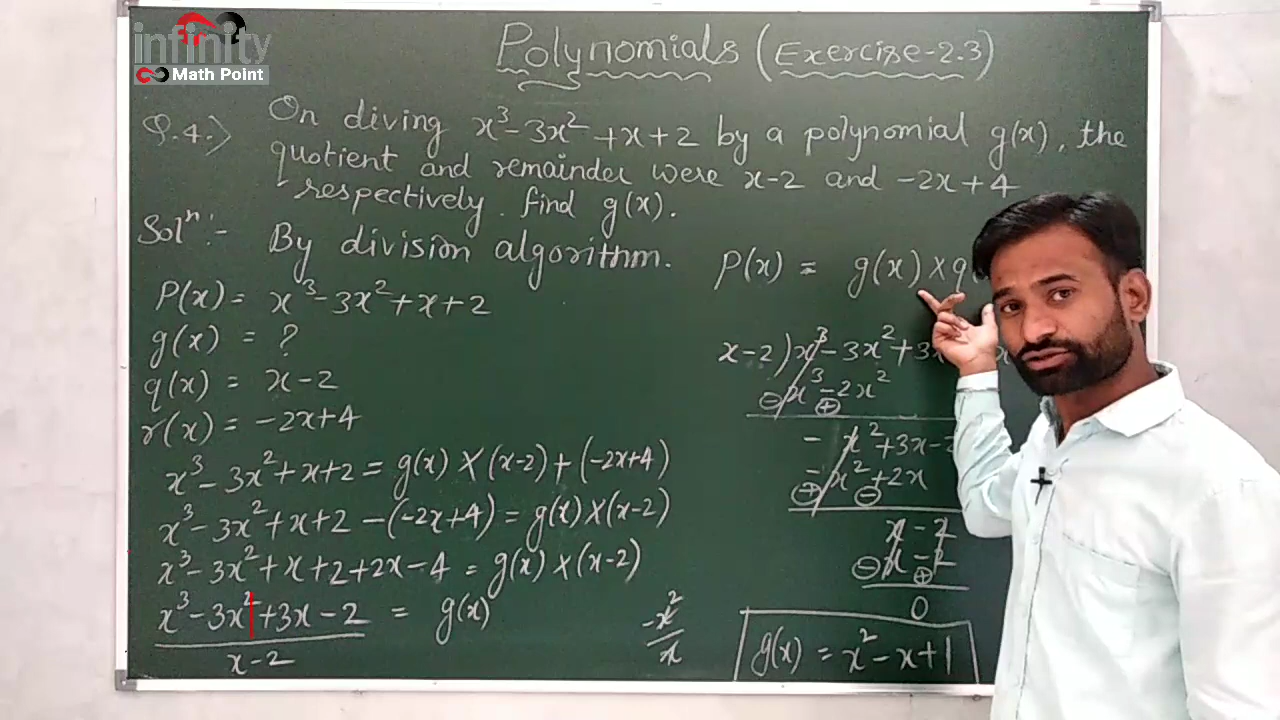 infinity
Math Point
Polynomials (Exercise-2.3)
Q.4.) On diving x³-3x²+x+2 by a polynomial g(x), the
quotient and remainder were x-2 and -2x+4
respectively. find g(x).
Solⁿ:- By division algorithm.
P(x) = x³-3x²+x+2
g(x) = ?
q(x) = x-2
r(x) = -2x+4
x³-3x²+x+2 = g(x)×(x-2)+(-2x+4)
x³-3x²+x+2-(-2x+4) = g(x)×(x-2)
x³-3x²+x+2+2x-4 = g(x)×(x-2)
x³-3x²+3x-2 = g(x)
x-2
-x²
x
P(x) = g(x)×q
x-2)x³-3x²+3x
x³-2x²
⊖ ⊕
-x²+3x-2
-x²+2x
⊕ ⊖
x-2
x-2
⊖ ⊕
0
g(x) = x²-x+1